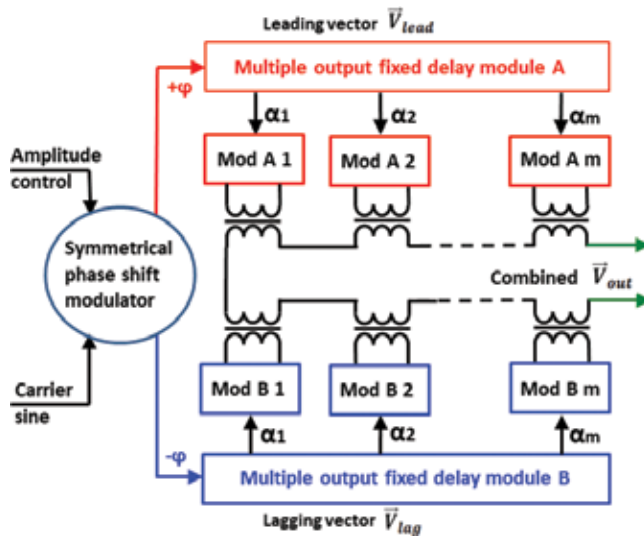 Leading vector V⃗lead
Multiple output fixed delay module A
+φ
α1
α2
αm
Mod A 1
Mod A 2
Mod A m
Amplitude
control
Symmetrical
phase shift
modulator
Combined V⃗out
Carrier
sine
Mod B 1
Mod B 2
Mod B m
α1
α2
αm
-φ
Multiple output fixed delay module B
Lagging vector V⃗lag